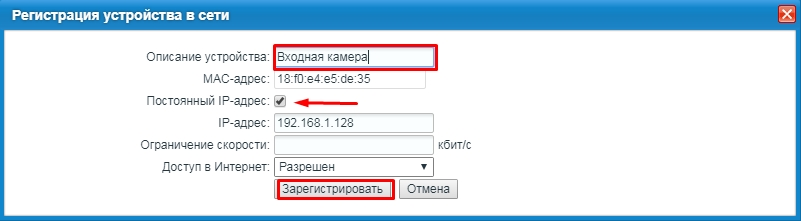 Регистрация устройства в сети
Описание устройства: Входная камера
MAC-адрес: 18:f0:e4:e5:de:35
Постоянный IP-адрес:
IP-адрес: 192.168.1.128
Ограничение скорости: кбит/с
Доступ в Интернет: Разрешен
Зарегистрировать Отмена